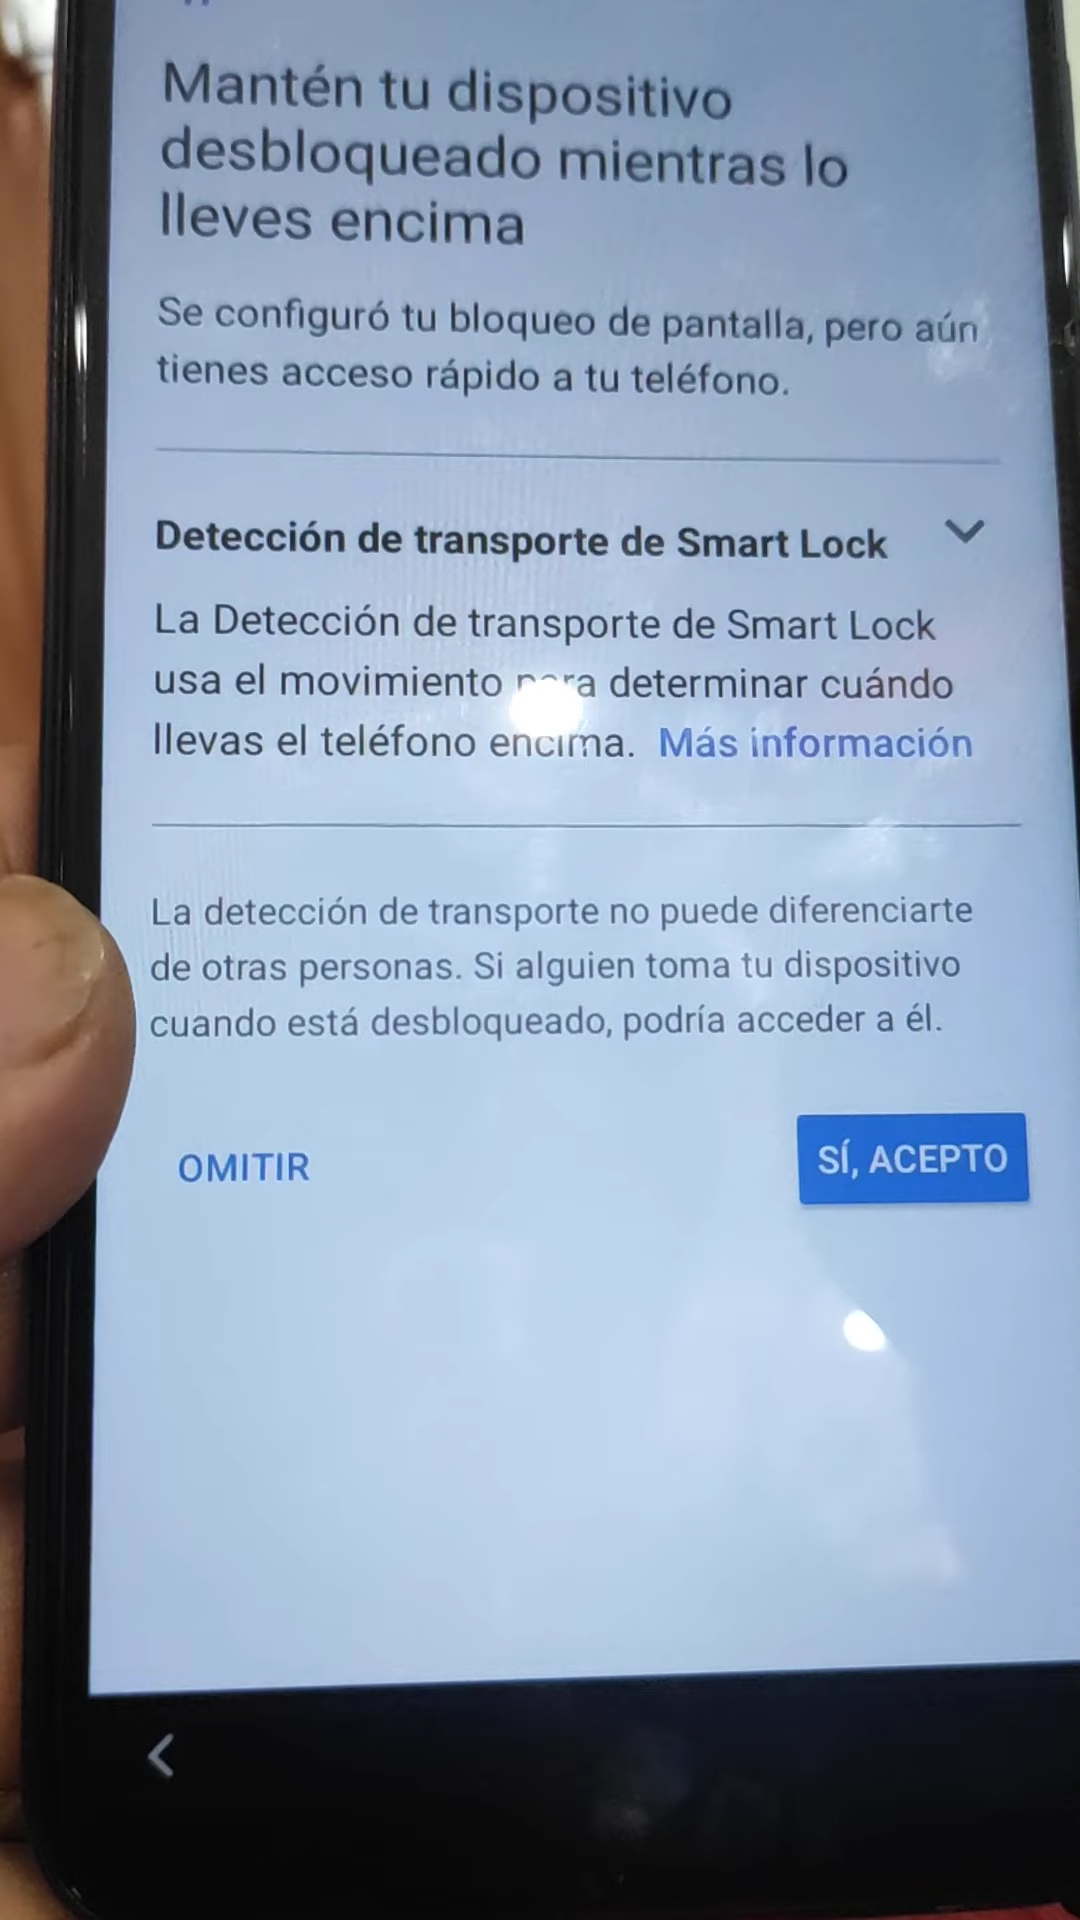 Mantén tu dispositivo
desbloqueado mientras lo
lleves encima
Se configuró tu bloqueo de pantalla, pero aún
tienes acceso rápido a tu teléfono.
Detección de transporte de Smart Lock
La Detección de transporte de Smart Lock
usa el movimiento para determinar cuándo
llevas el teléfono encima. Más información
La detección de transporte no puede diferenciarte
de otras personas. Si alguien toma tu dispositivo
cuando está desbloqueado, podría acceder a él.
OMITIR
SÍ, ACEPTO